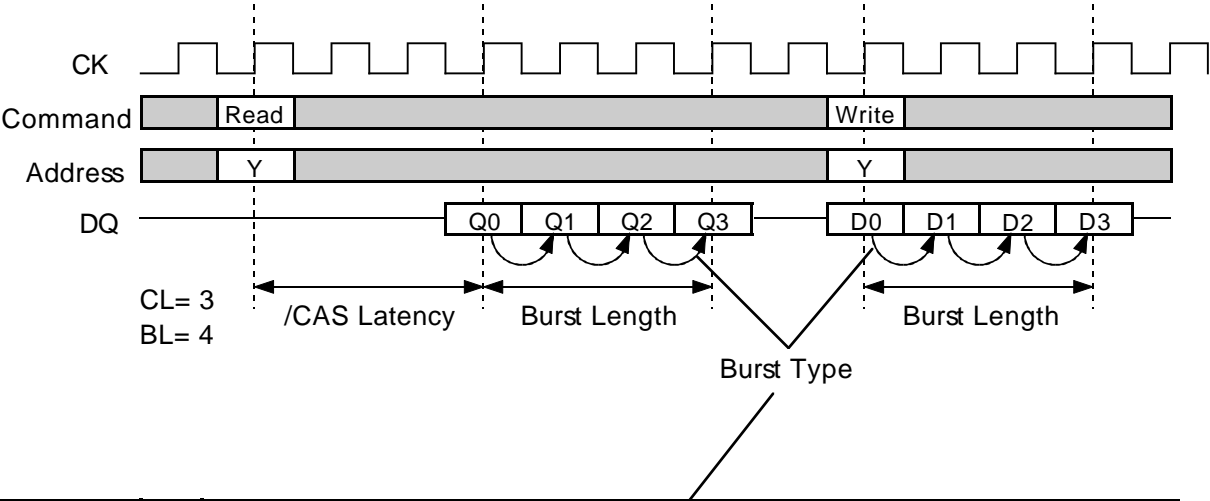 CK
Command Read Write
Address Y Y
DQ Q0 Q1 Q2 Q3 D0 D1 D2 D3
CL= 3
/CAS Latency Burst Length Burst Length
BL= 4
Burst Type